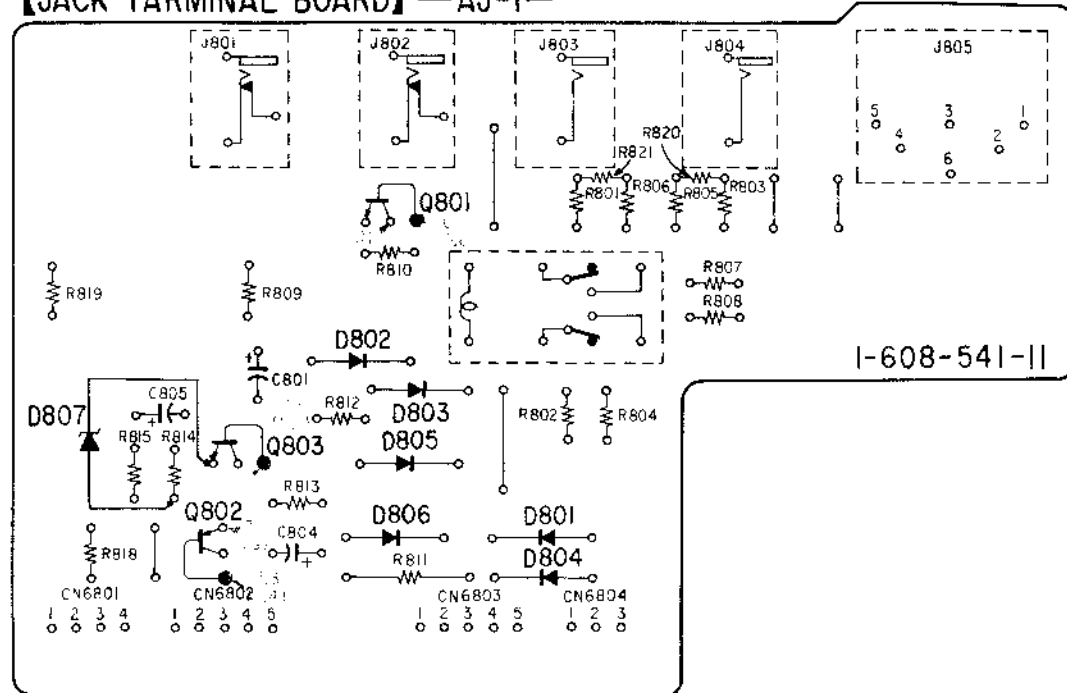 【JACK TARMINAL BOARD】 — AJ-1 —
J801 J802 J803 J804 J805
5 3 1
4 2
6
R820
R821
R801 R806 R805 R803
Q801
R810
R819 R809 R807
R808
D802
1-608-541-11
C801
C805 D803
D807 R812 R802 R804
R815 R814 Q803 D805
R813
Q802 D806 D801
C804
R818 R811 D804
CN6801 CN6802 CN6803 CN6804
1 2 3 4 1 2 3 4 5 1 2 3 4 5 1 2 3